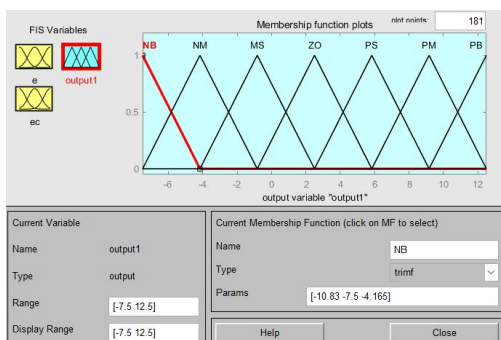 FIS Variables
e
output1
ec
Membership function plots
plot points:
181
NB NM MS ZO PS PM PB
1
0.5
0
-6 -4 -2 0 2 4 6 8 10 12
output variable "output1"
Current Variable
Name output1
Type output
Range [-7.5 12.5]
Display Range [-7.5 12.5]
Current Membership Function (click on MF to select)
Name NB
Type trimf
Params [-10.83 -7.5 -4.165]
Help Close